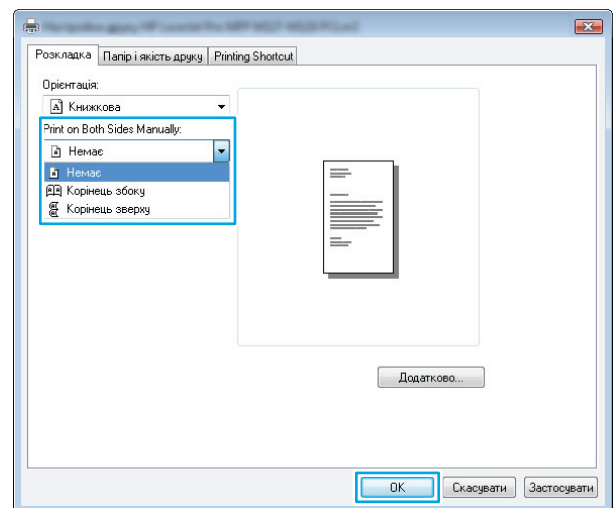 Розкладка Папір і якість друку Printing Shortcut
Орієнтація:
Книжкова
Print on Both Sides Manually:
Немає
Немає
Корінець збоку
Корінець зверху
Додатково...
OK Скасувати Застосувати